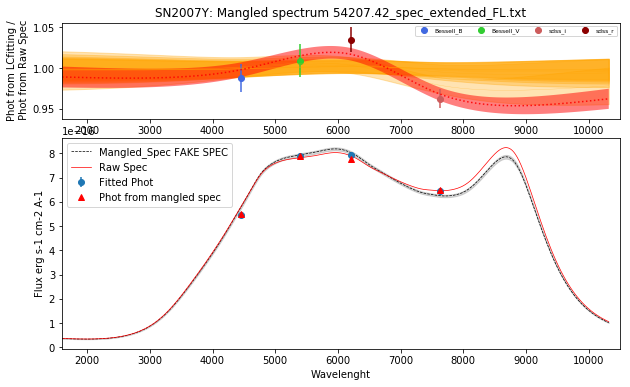 SN2007Y: Mangled spectrum 54207.42_spec_extended_FL.txt
Phot from LCfitting /
Phot from Raw Spec
1.05
1.00
0.95
Bessell_B
Bessell_V
sdss_i
sdss_r
2000 3000 4000 5000 6000 7000 8000 9000 10000
1e−16
Flux erg s-1 cm-2 A-1
8
7
6
5
4
3
2
1
0
Mangled_Spec FAKE SPEC
Raw Spec
Fitted Phot
Phot from mangled spec
2000 3000 4000 5000 6000 7000 8000 9000 10000
Wavelenght